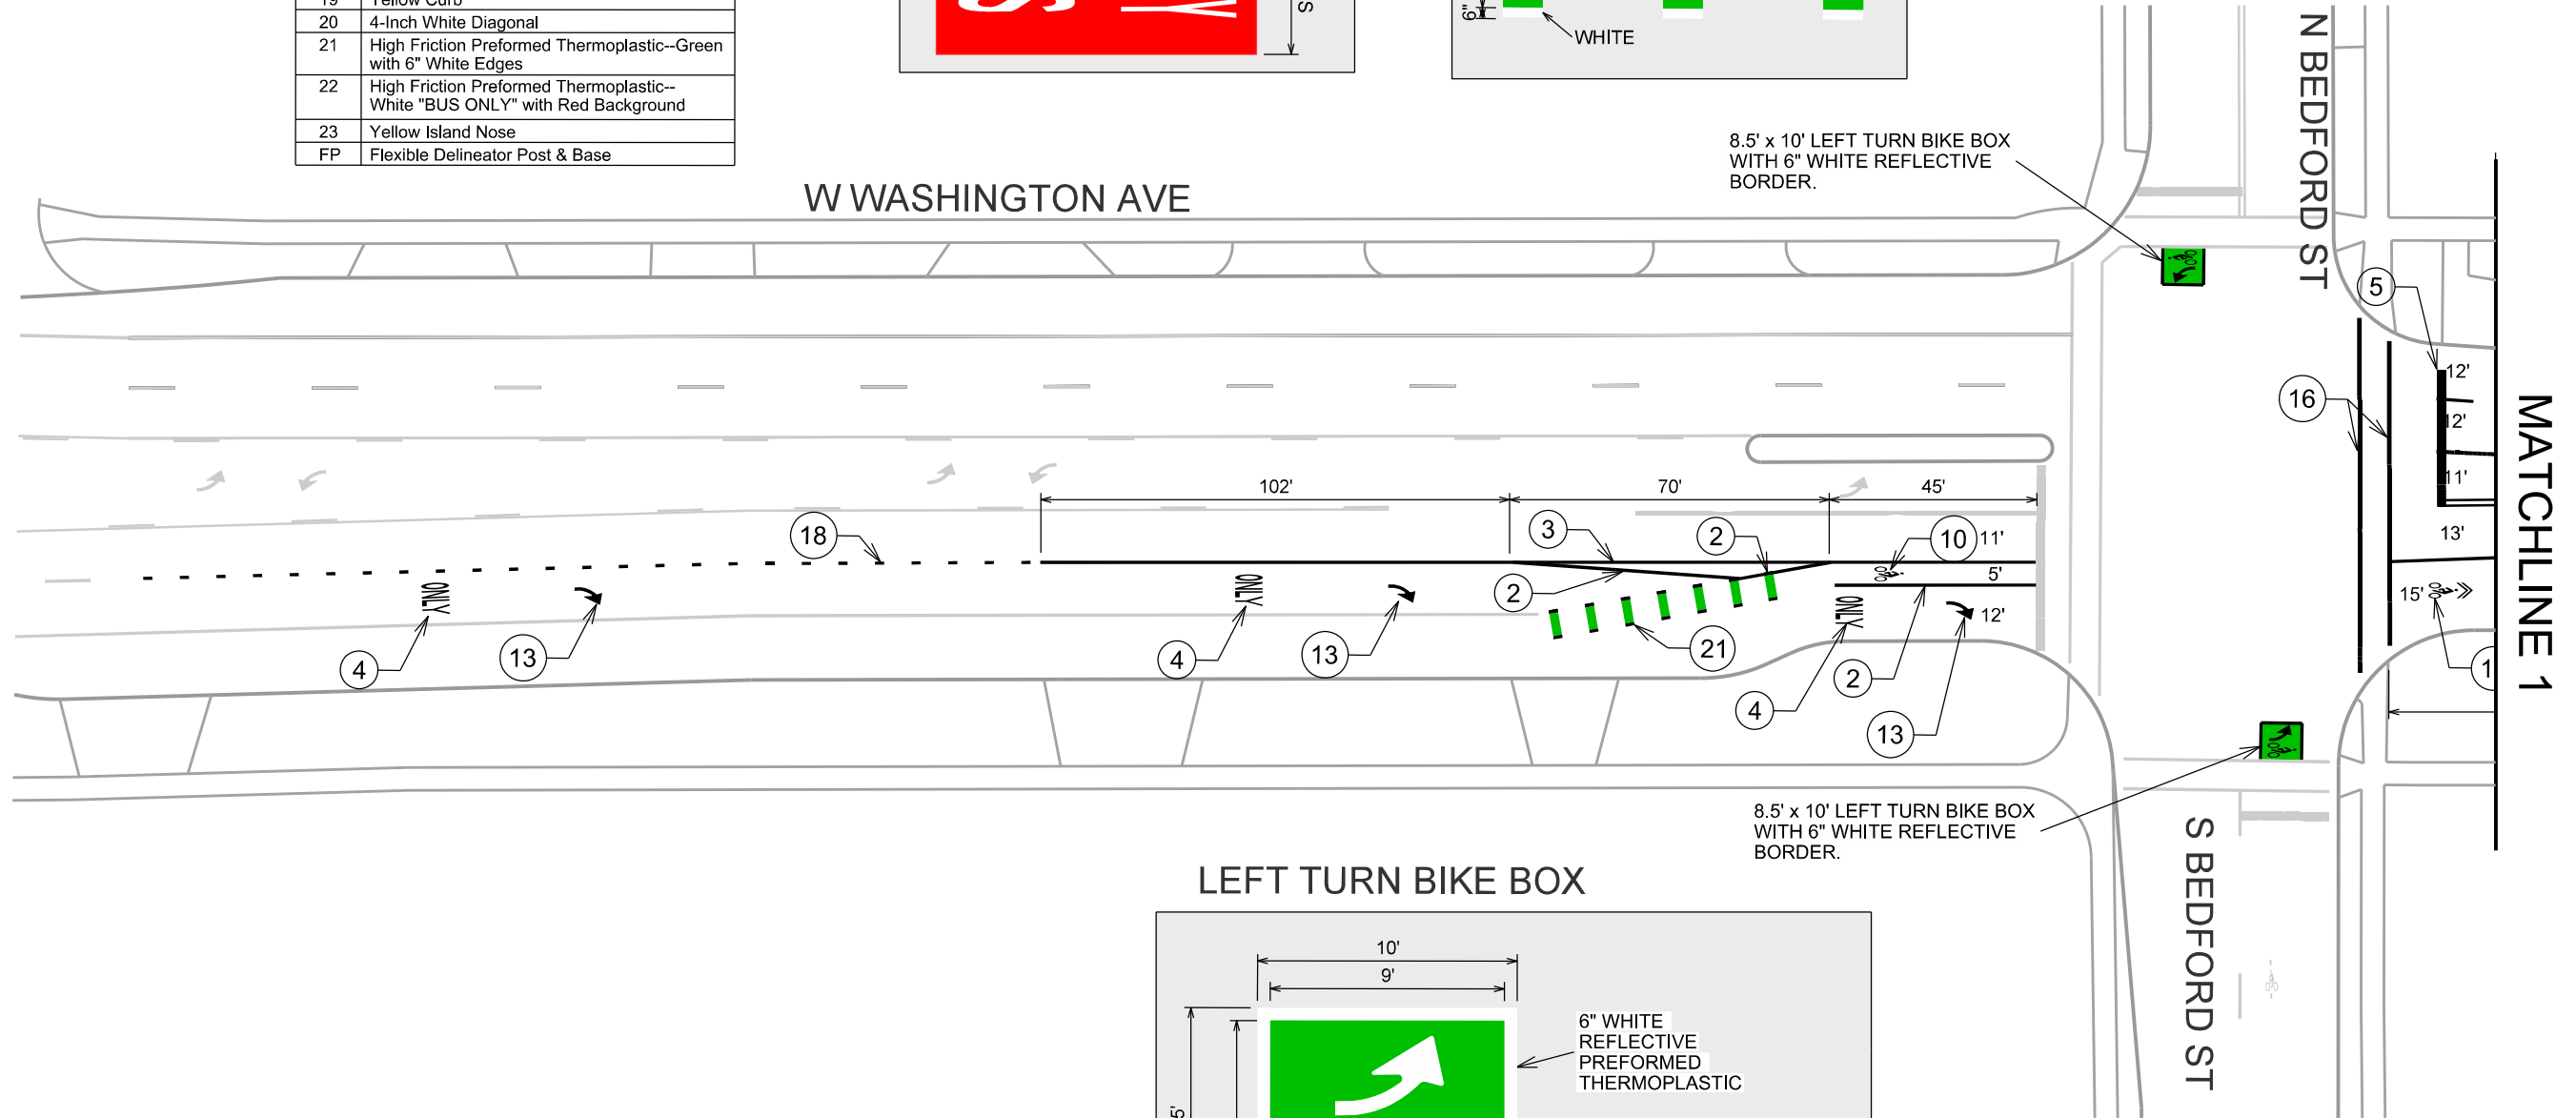 19 Yellow Curb
20 4-Inch White Diagonal
21 High Friction Preformed Thermoplastic--Green
with 6" White Edges
22 High Friction Preformed Thermoplastic--
White "BUS ONLY" with Red Background
23 Yellow Island Nose
FP Flexible Delineator Post & Base
6"
WHITE
N BEDFORD ST
8.5' x 10' LEFT TURN BIKE BOX
WITH 6" WHITE REFLECTIVE
BORDER.
W WASHINGTON AVE
5
12'
16
12'
11'
MATCHLINE 1
102'
70'
45'
18
3
2
10
11'
13'
2
5'
ONLY
ONLY
ONLY
15'
12'
4
13
4
13
21
2
4
13
8.5' x 10' LEFT TURN BIKE BOX
WITH 6" WHITE REFLECTIVE
BORDER.
S BEDFORD ST
LEFT TURN BIKE BOX
10'
9'
6" WHITE
REFLECTIVE
PREFORMED
THERMOPLASTIC